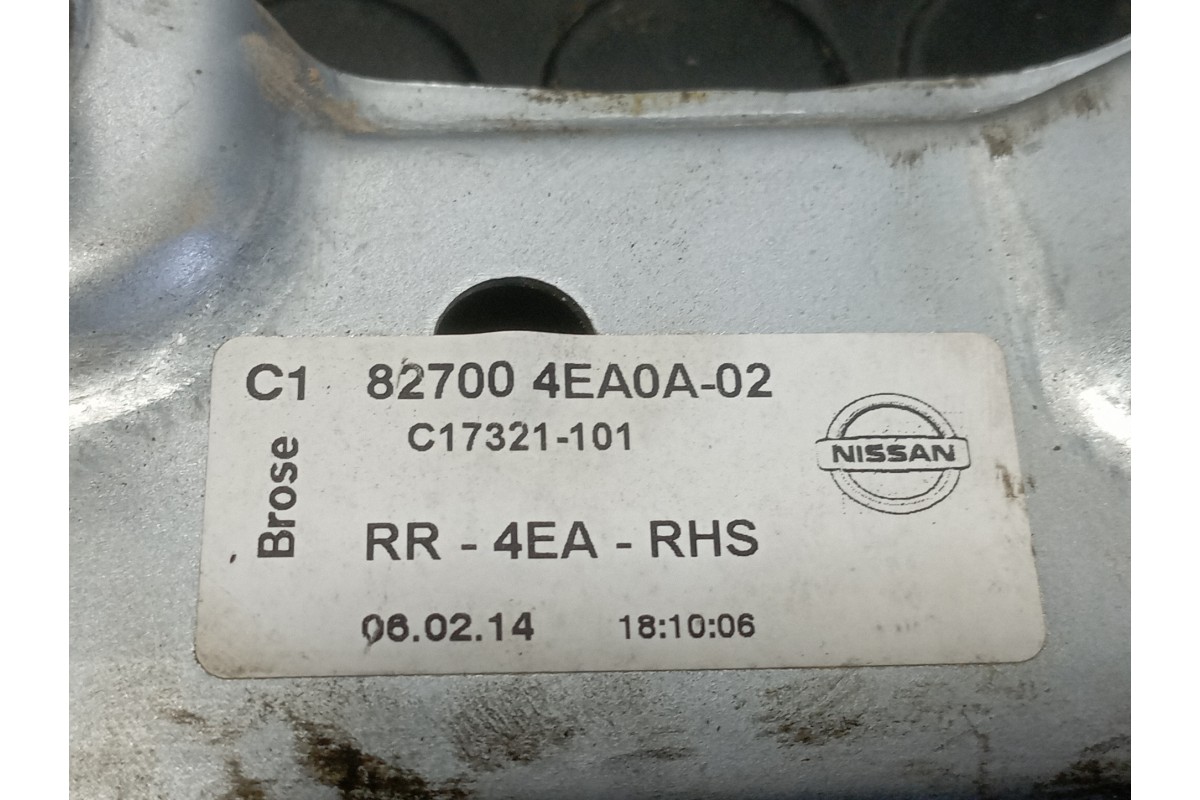 C1 82700 4EA0A-02
C17321-101
Brose
NISSAN
RR - 4EA - RHS
06.02.14 18:10:06